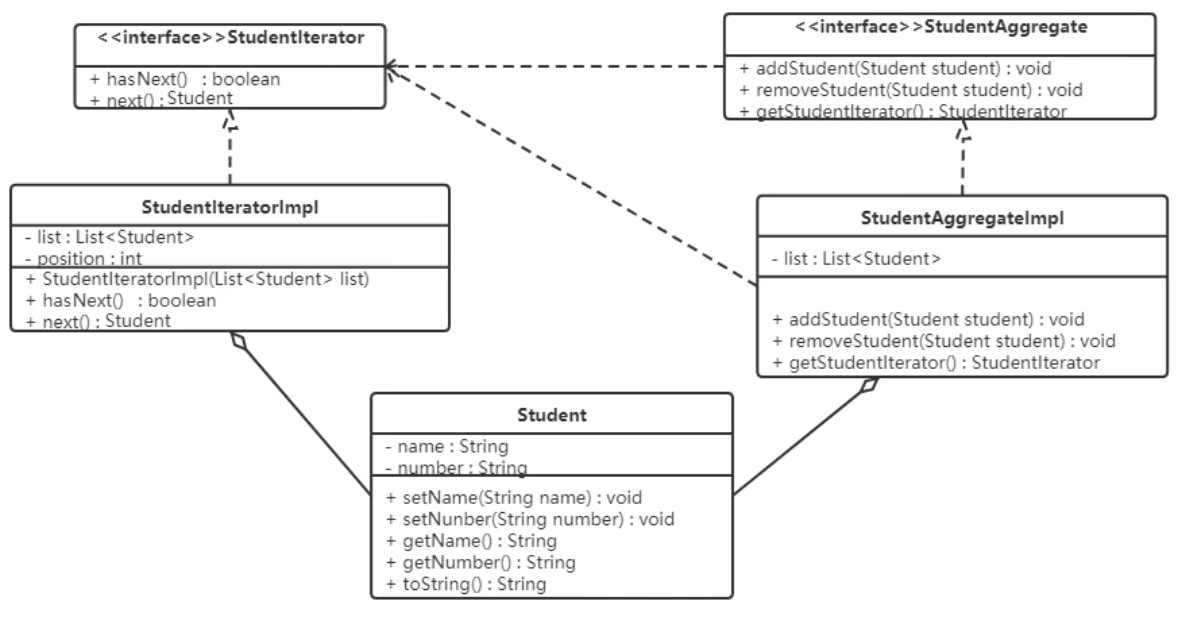 <<interface>>StudentIterator
+ hasNext() : boolean
+ next() : Student
<<interface>>StudentAggregate
+ addStudent(Student student) : void
+ removeStudent(Student student) : void
+ getStudentIterator() : StudentIterator
StudentIteratorImpl
- list : List<Student>
- position : int
+ StudentIteratorImpl(List<Student> list)
+ hasNext() : boolean
+ next() : Student
StudentAggregateImpl
- list : List<Student>
+ addStudent(Student student) : void
+ removeStudent(Student student) : void
+ getStudentIterator() : StudentIterator
Student
- name : String
- number : String
+ setName(String name) : void
+ setNunber(String number) : void
+ getName() : String
+ getNumber() : String
+ toString() : String